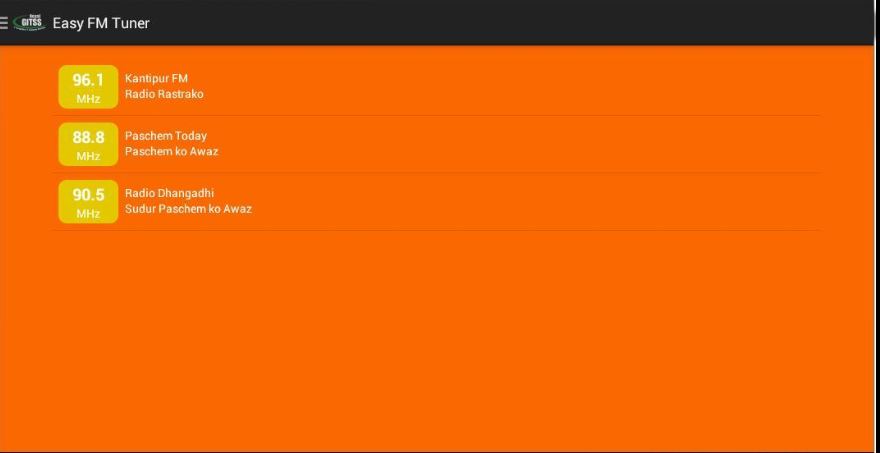 GITSS
Easy FM Tuner
96.1
MHz
Kantipur FM
Radio Rastrako
88.8
MHz
Paschem Today
Paschem ko Awaz
90.5
MHz
Radio Dhangadhi
Sudur Paschem ko Awaz